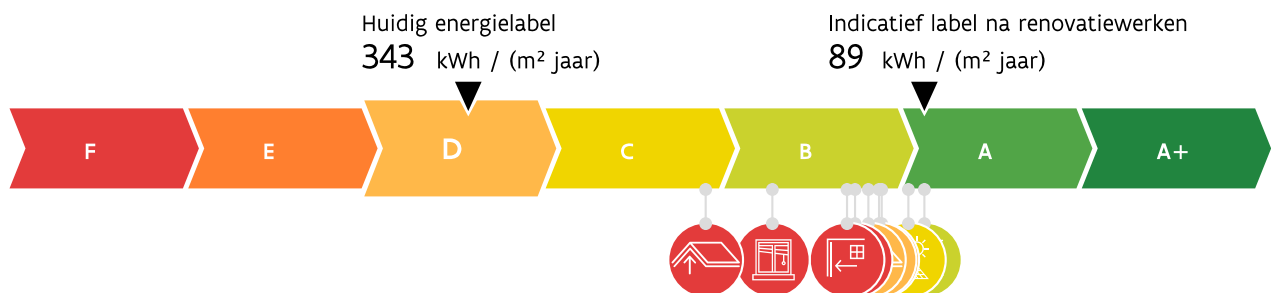 Huidig energielabel
343 kWh / (m² jaar)
Indicatief label na renovatiewerken
89 kWh / (m² jaar)
F E D C B A A+